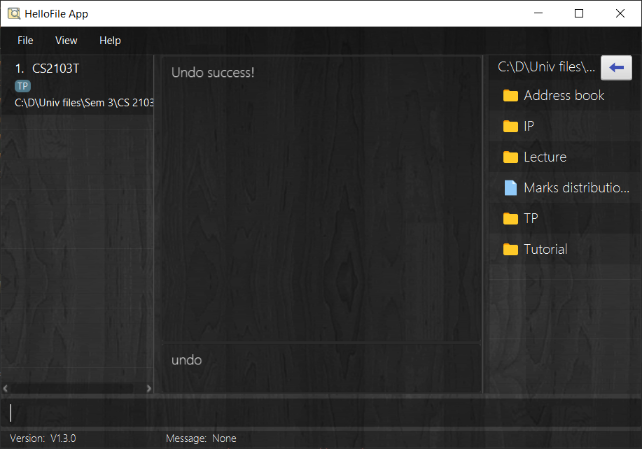 HelloFile App
File View Help
1. CS2103T
TP
C:\D\Univ files\Sem 3\CS 2103
Undo success!
undo
C:\D\Univ files\...
Address book
IP
Lecture
Marks distributio...
TP
Tutorial
Version: V1.3.0
Message: None